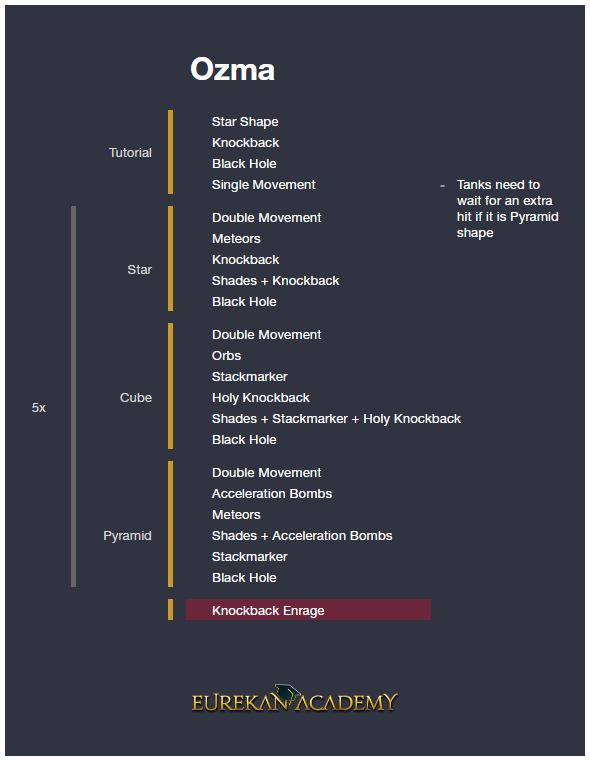 Ozma
Tutorial
Star Shape
Knockback
Black Hole
Single Movement
- Tanks need to
wait for an extra
hit if it is Pyramid
shape
5x
Star
Double Movement
Meteors
Knockback
Shades + Knockback
Black Hole
Cube
Double Movement
Orbs
Stackmarker
Holy Knockback
Shades + Stackmarker + Holy Knockback
Black Hole
Pyramid
Double Movement
Acceleration Bombs
Meteors
Shades + Acceleration Bombs
Stackmarker
Black Hole
Knockback Enrage
EUREKAN ACADEMY